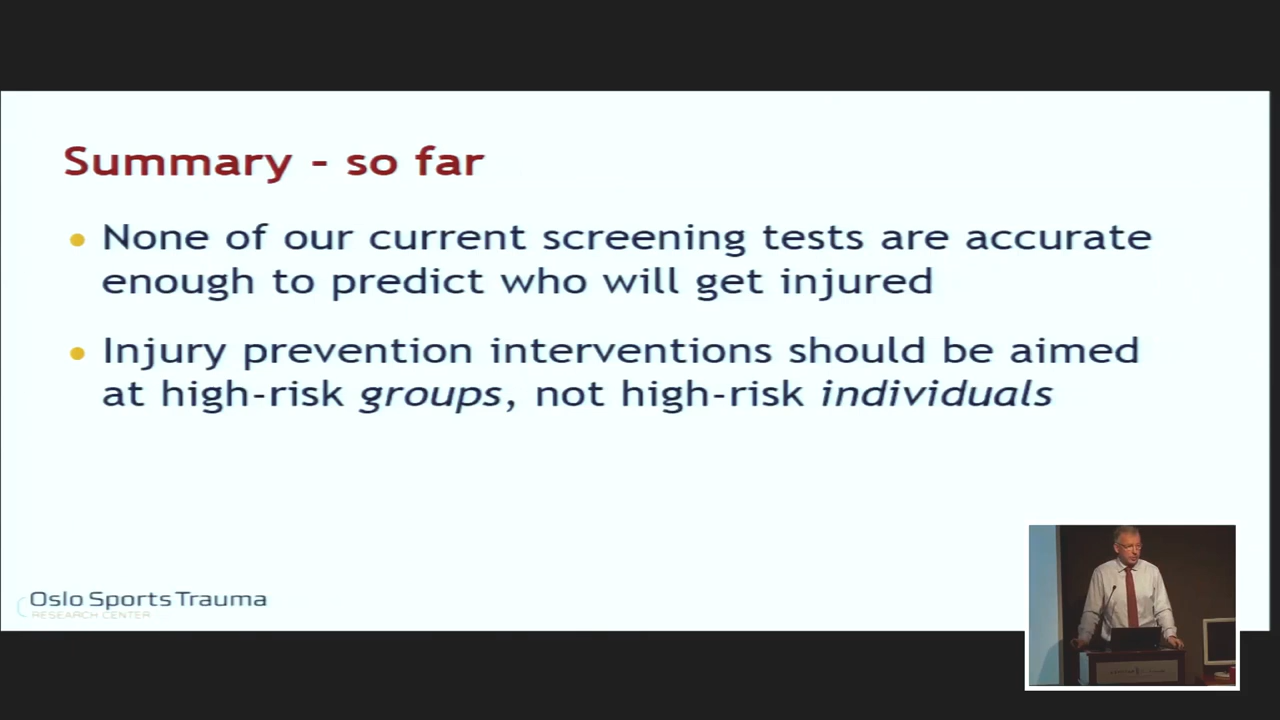 Summary - so far
• None of our current screening tests are accurate
enough to predict who will get injured
• Injury prevention interventions should be aimed
at high-risk groups, not high-risk individuals
Oslo Sports Trauma
RESEARCH CENTER